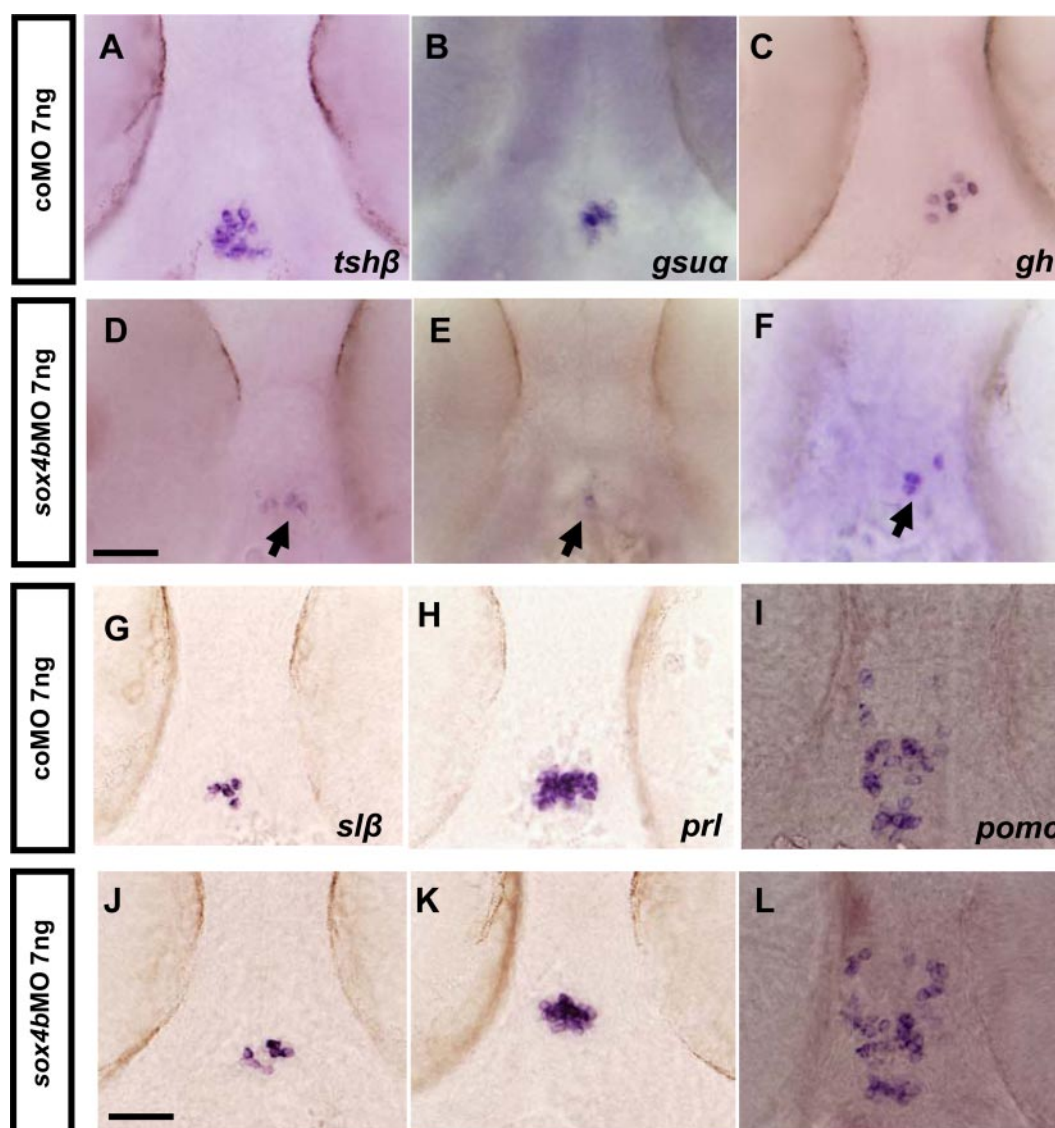 coMO 7ng
A
B
C
tshβ
gsuα
gh
sox4bMO 7ng
D
E
F
coMO 7ng
G
H
I
slβ
prl
pomc
sox4bMO 7ng
J
K
L